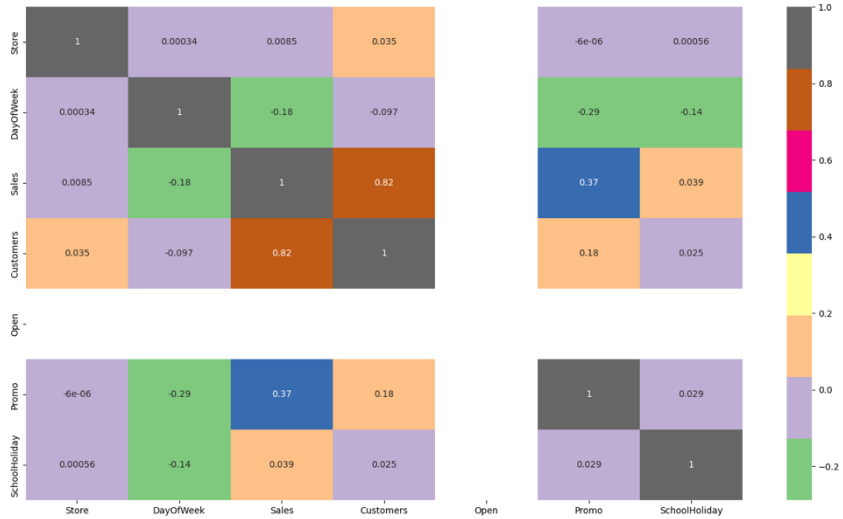 Store 1 0.00034 0.0085 0.035 -6e-06 0.00056
DayOfWeek 0.00034 1 -0.18 -0.097 -0.29 -0.14
Sales 0.0085 -0.18 1 0.82 0.37 0.039
Customers 0.035 -0.097 0.82 1 0.18 0.025
Open
Promo -6e-06 -0.29 0.37 0.18 1 0.029
SchoolHoliday 0.00056 -0.14 0.039 0.025 0.029 1
Store DayOfWeek Sales Customers Open Promo SchoolHoliday
1.0
0.8
0.6
0.4
0.2
0.0
−0.2